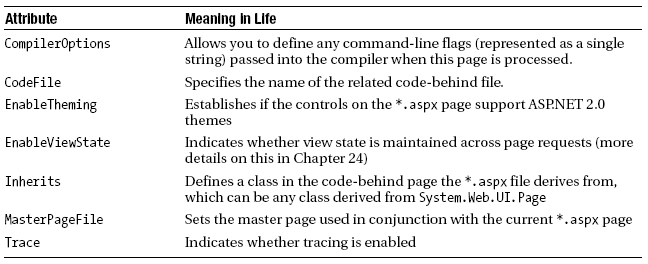 Attribute Meaning in Life
CompilerOptions Allows you to define any command-line flags (represented as a single
string) passed into the compiler when this page is processed.
CodeFile Specifies the name of the related code-behind file.
EnableTheming Establishes if the controls on the *.aspx page support ASP.NET 2.0
themes
EnableViewState Indicates whether view state is maintained across page requests (more
details on this in Chapter 24)
Inherits Defines a class in the code-behind page the *.aspx file derives from,
which can be any class derived from System.Web.UI.Page
MasterPageFile Sets the master page used in conjunction with the current *.aspx page
Trace Indicates whether tracing is enabled